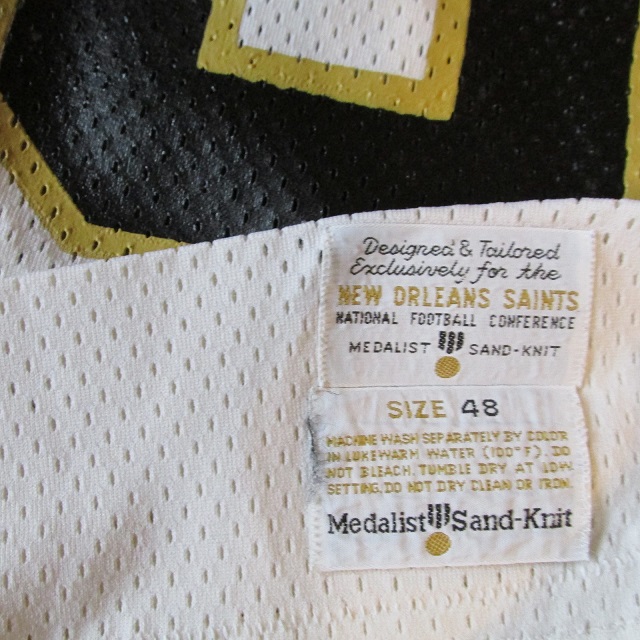 Designed & Tailored
Exclusively for the
NEW ORLEANS SAINTS
NATIONAL FOOTBALL CONFERENCE
MEDALIST SAND-KNIT
SIZE 48
MACHINE WASH SEPARATELY BY COLOR
IN LUKEWARM WATER (100°F). DO
NOT BLEACH. TUMBLE DRY AT LOW
SETTING. DO NOT DRY CLEAN OR IRON.
Medalist Sand-Knit